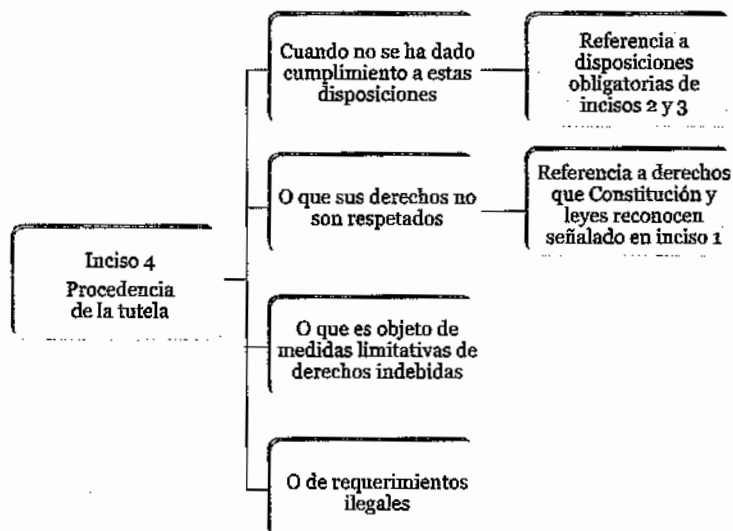 Inciso 4
Procedencia
de la tutela
Cuando no se ha dado
cumplimiento a estas
disposiciones
Referencia a
disposiciones
obligatorias de
incisos 2 y 3
O que sus derechos no
son respetados
Referencia a derechos
que Constitución y
leyes reconocen
señalado en inciso 1
O que es objeto de
medidas limitativas de
derechos indebidas
O de requerimientos
ilegales